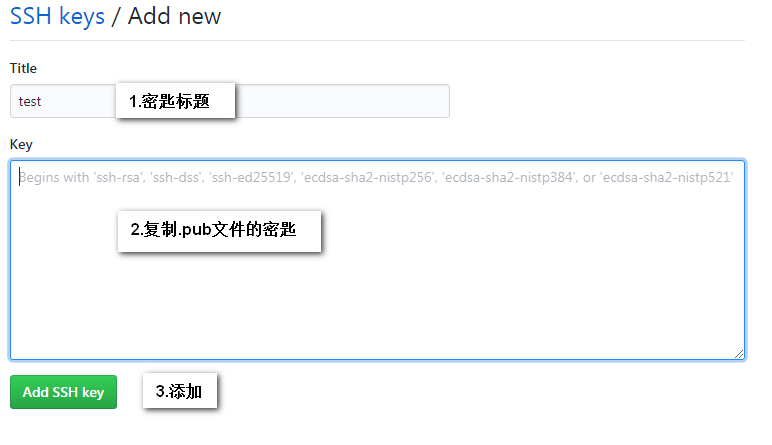 SSH keys / Add new
Title
test
1.密匙标题
Key
Begins with 'ssh-rsa', 'ssh-dss', 'ssh-ed25519', 'ecdsa-sha2-nistp256', 'ecdsa-sha2-nistp384', or 'ecdsa-sha2-nistp521'
2.复制.pub文件的密匙
Add SSH key
3.添加